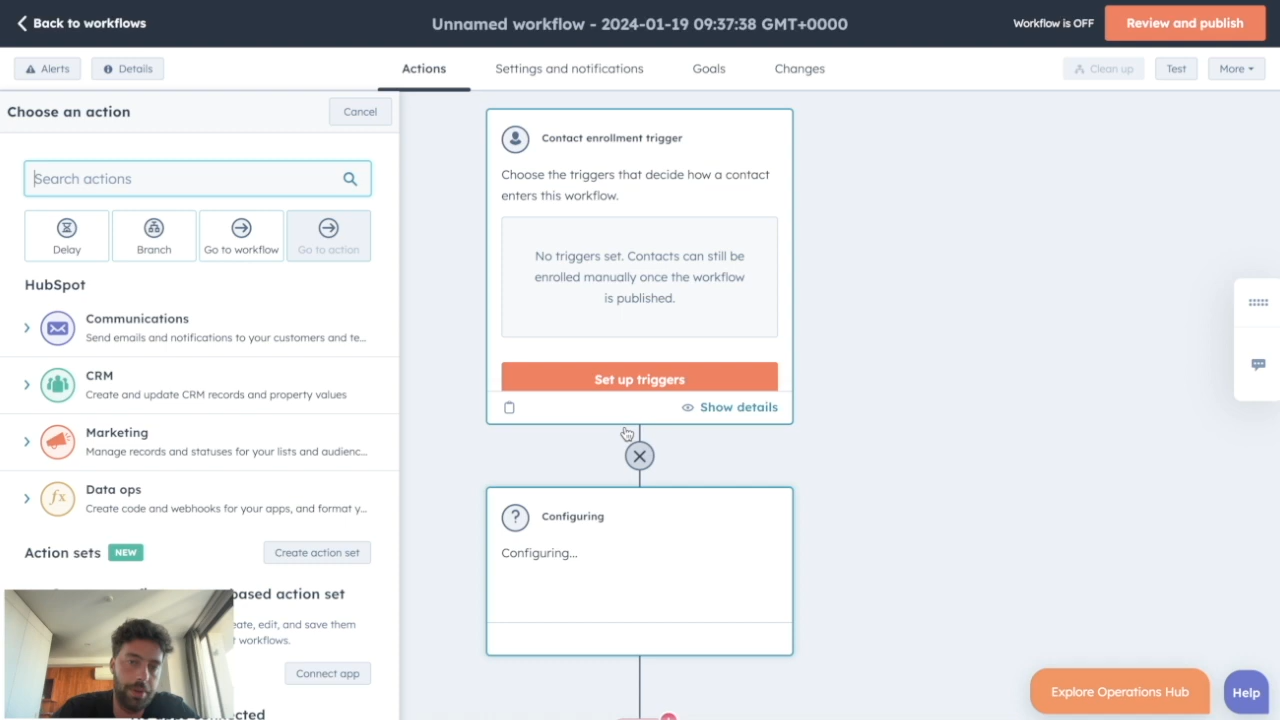 Back to workflows
Unnamed workflow - 2024-01-19 09:37:38 GMT+0000
Workflow is OFF
Review and publish
Alerts
Details
Actions
Settings and notifications
Goals
Changes
Clean up
Test
More
Choose an action
Cancel
Search actions
Delay
Branch
Go to workflow
Go to action
HubSpot
Communications
Send emails and notifications to your customers and te...
CRM
Create and update CRM records and property values
Marketing
Manage records and statuses for your lists and audienc...
fx
Data ops
Create code and webhooks for your apps, and format y...
Action sets
NEW
Create action set
based action set
eate, edit, and save them
workflows.
Connect app
Contact enrollment trigger
Choose the triggers that decide how a contact
enters this workflow.
No triggers set. Contacts can still be
enrolled manually once the workflow
is published.
Set up triggers
Show details
?
Configuring
Configuring...
Explore Operations Hub
Help